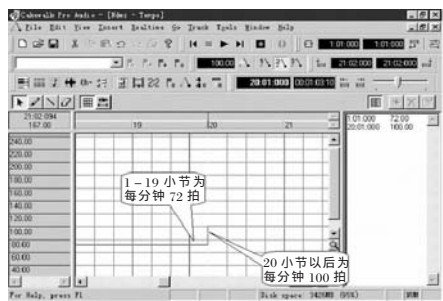 Cakewalk Pro Audio - [Ndez - Tempo]
File Edit View Insert Realtime Go Track Tools Window Help
1:01:000 1:01:000
100.00 21:02:000 21:02:000
20:01:000 00:01:03:10
21:02:094
167.00
19 20 21
1:01:000 72.00
20:01:000 100.00
240.00
220.00
200.00
180.00
160.00
140.00
120.00
100.00
80.00
60.00
40.00
1－19 小节为
每分钟 72 拍
20 小节以后为
每分钟 100 拍
For Help, press F1
Disk space: 3426MB (95%) NUM